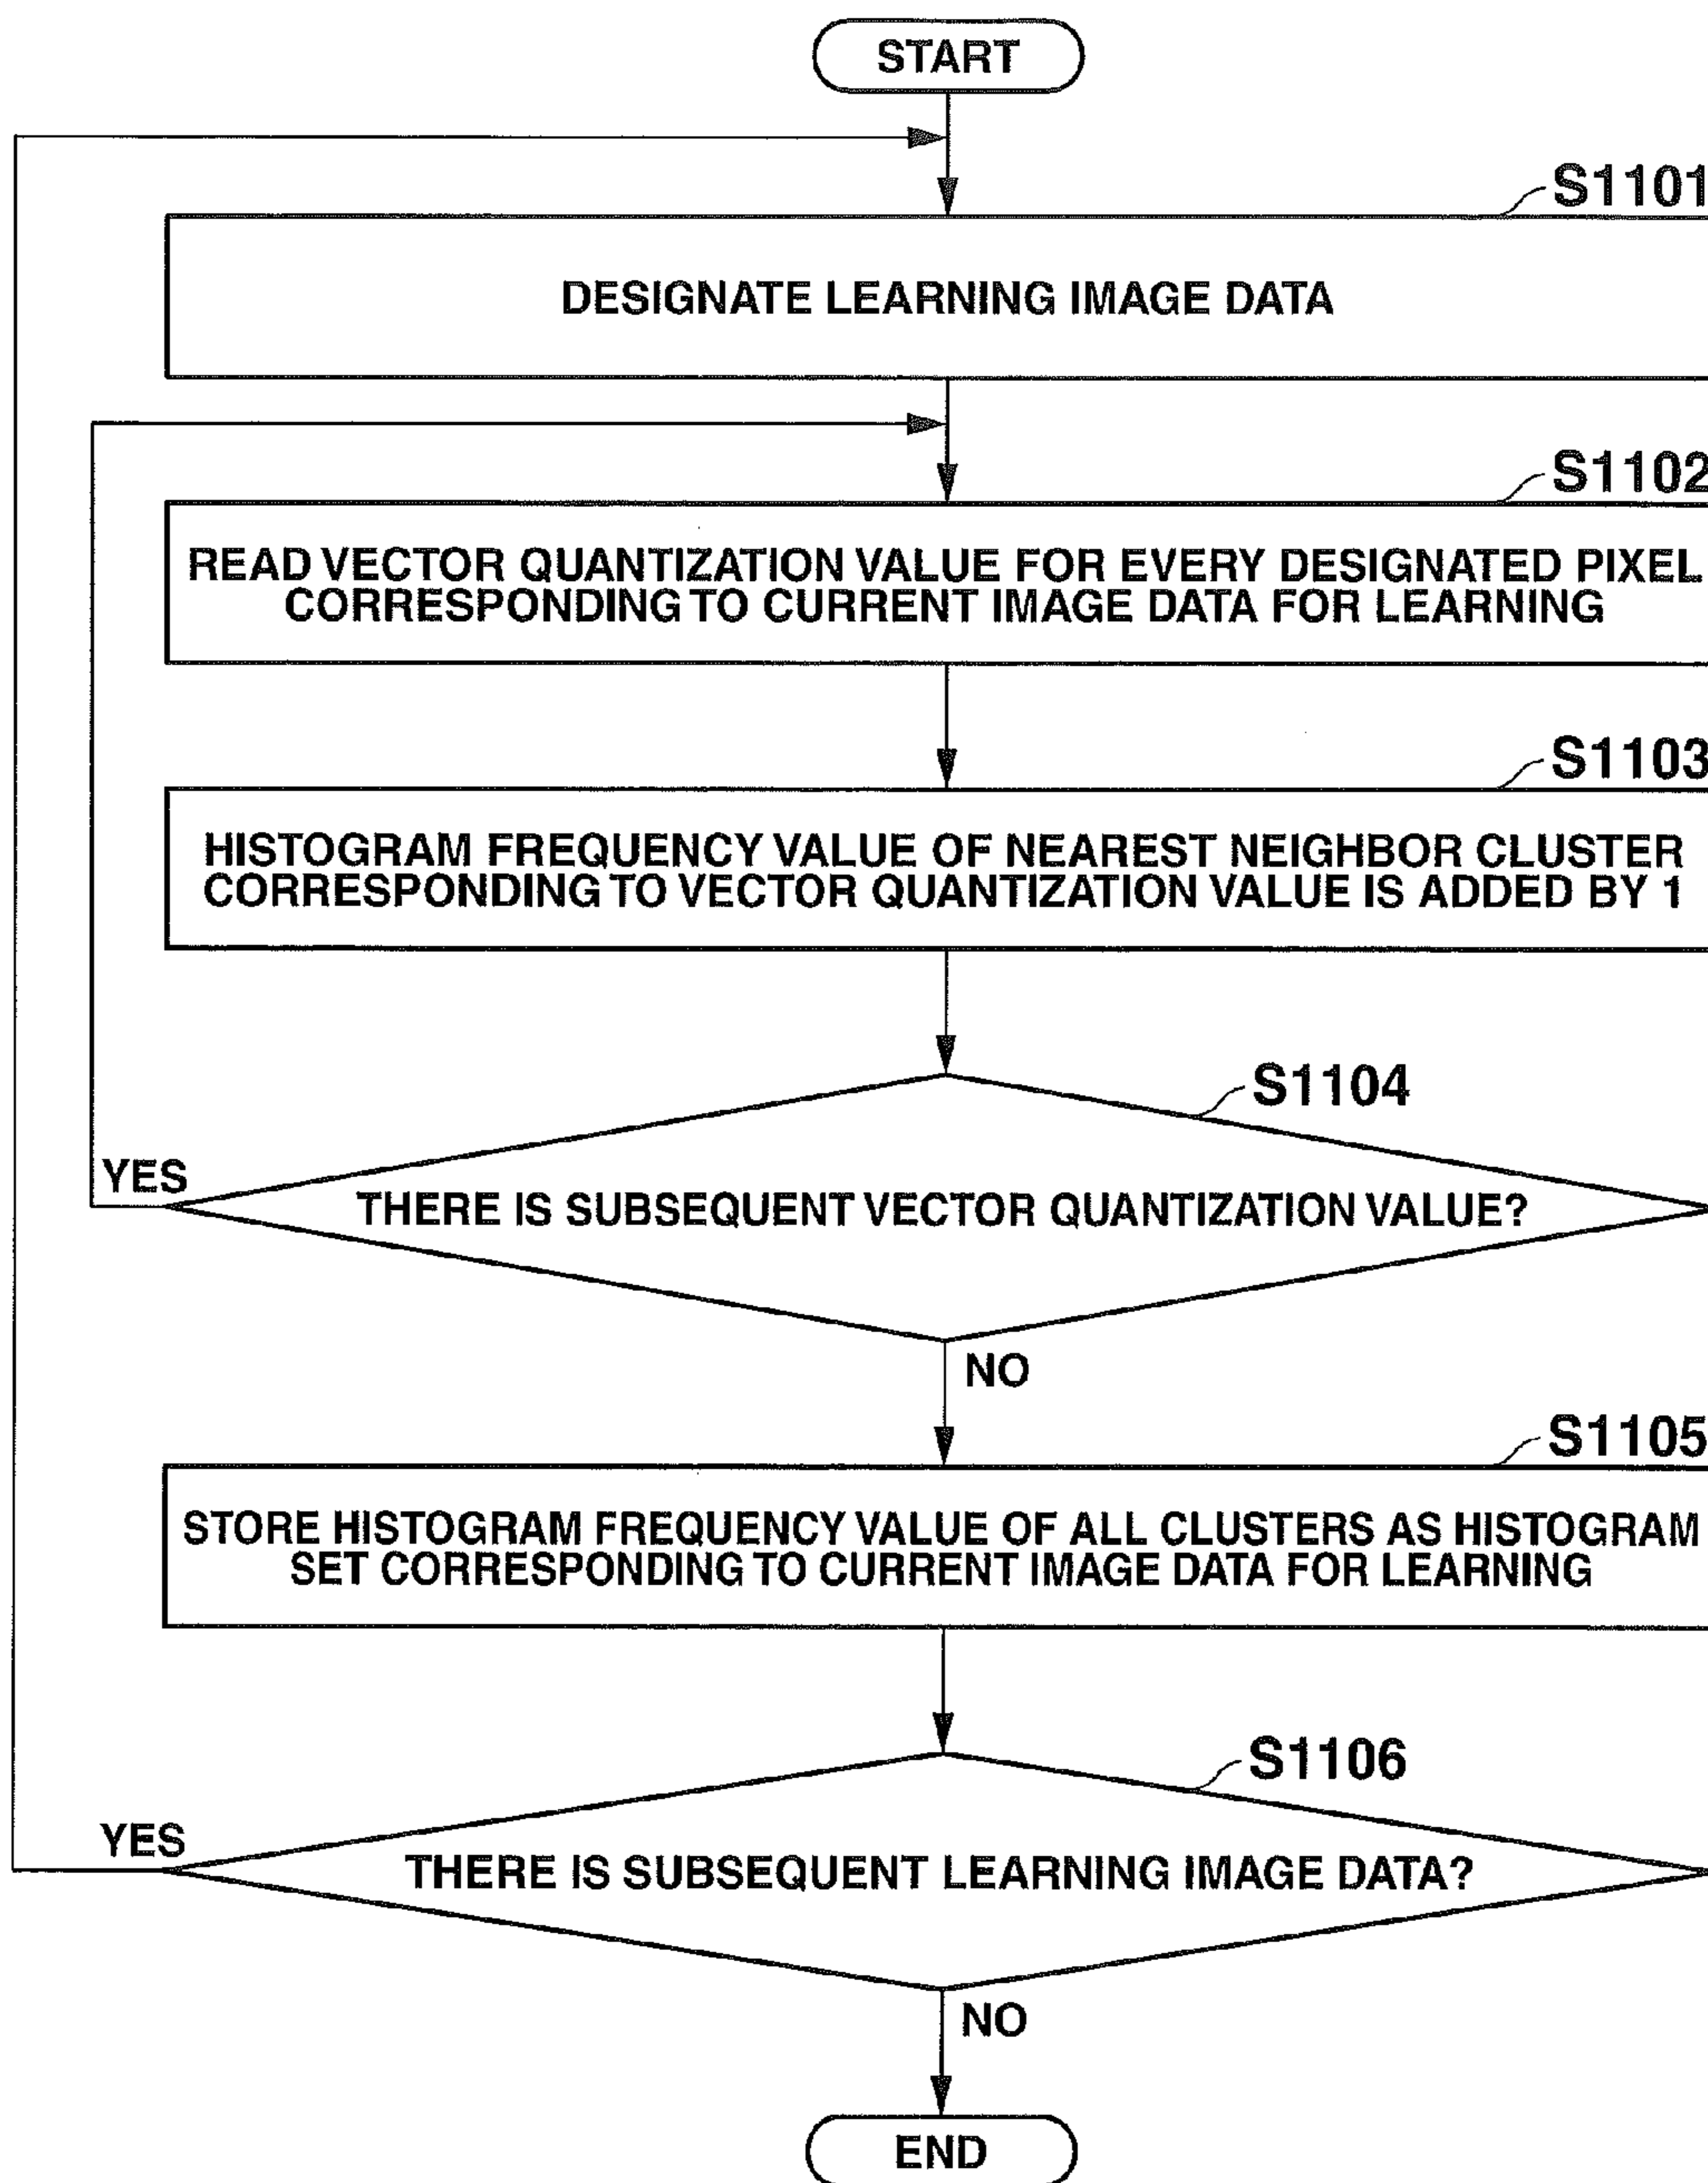 START
S1101
DESIGNATE LEARNING IMAGE DATA
S1102
READ VECTOR QUANTIZATION VALUE FOR EVERY DESIGNATED PIXEL
CORRESPONDING TO CURRENT IMAGE DATA FOR LEARNING
S1103
HISTOGRAM FREQUENCY VALUE OF NEAREST NEIGHBOR CLUSTER
CORRESPONDING TO VECTOR QUANTIZATION VALUE IS ADDED BY 1
S1104
YES
THERE IS SUBSEQUENT VECTOR QUANTIZATION VALUE?
NO
S1105
STORE HISTOGRAM FREQUENCY VALUE OF ALL CLUSTERS AS HISTOGRAM
SET CORRESPONDING TO CURRENT IMAGE DATA FOR LEARNING
S1106
YES
THERE IS SUBSEQUENT LEARNING IMAGE DATA?
NO
END